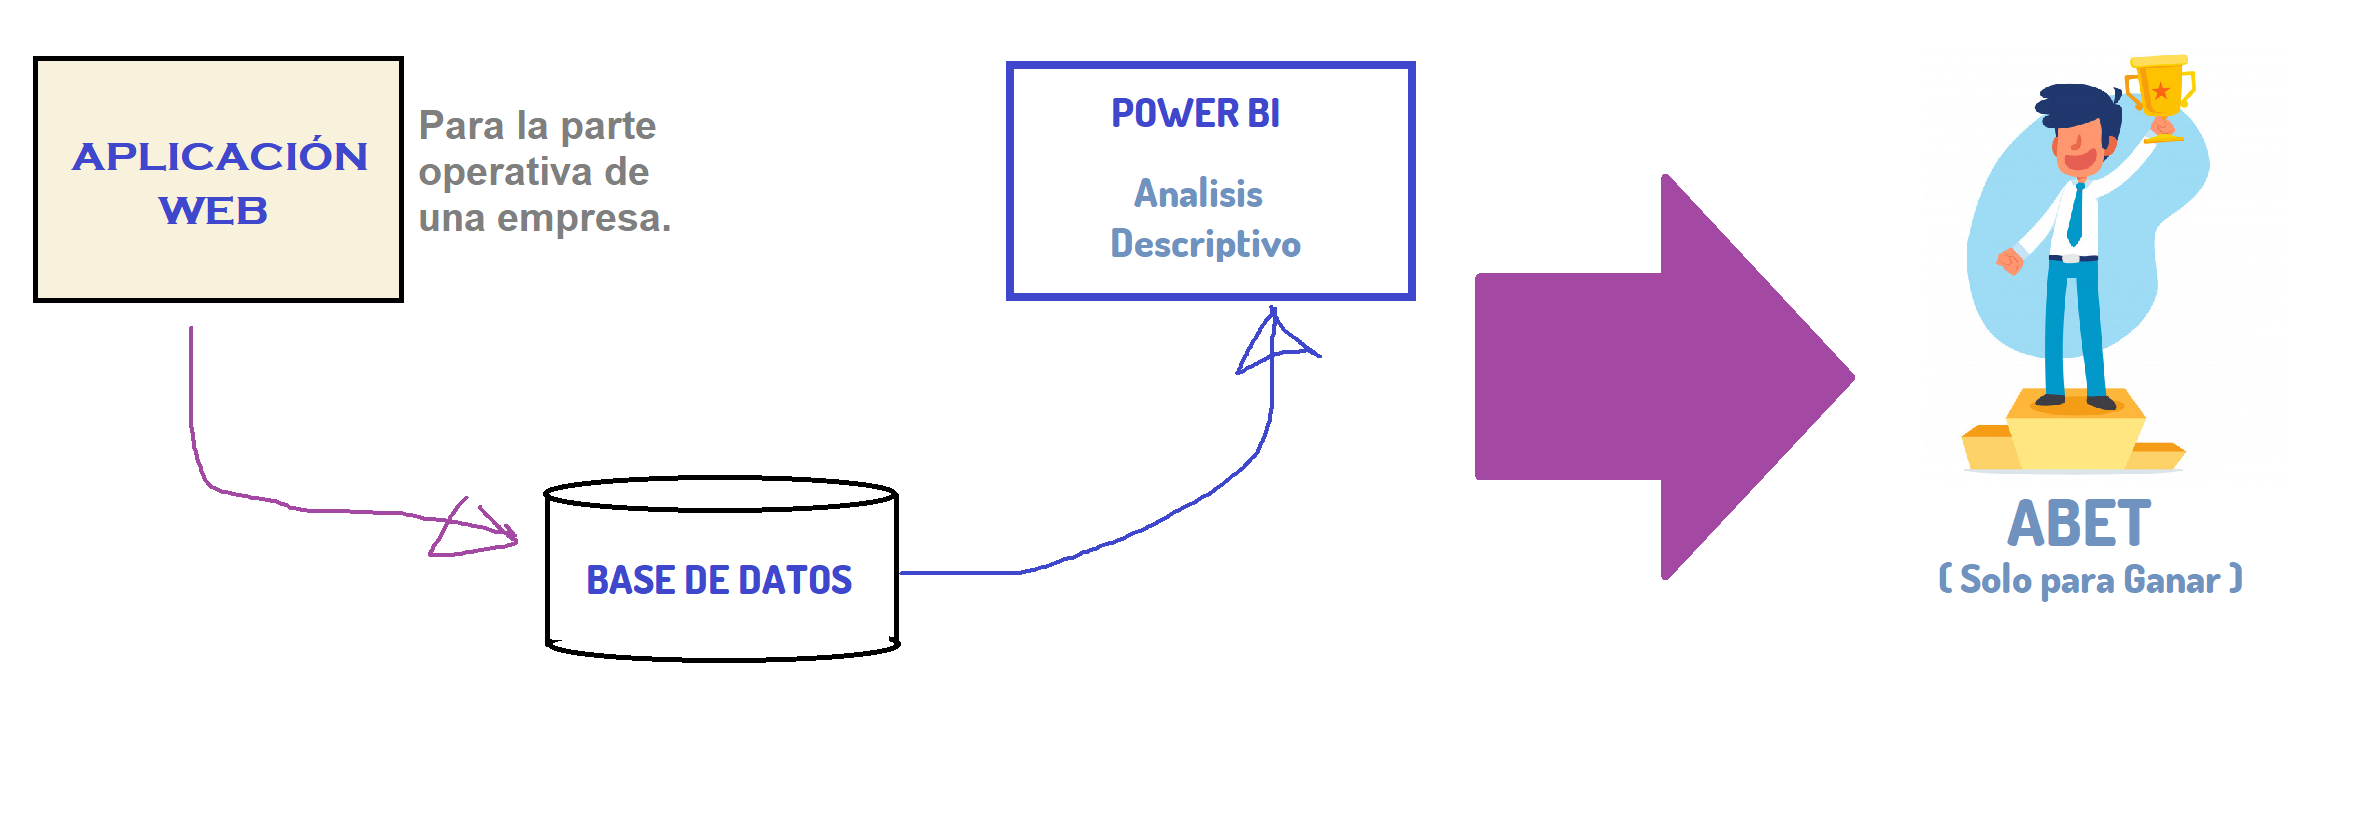 APLICACIÓN
WEB
Para la parte
operativa de
una empresa.
POWER BI
Analisis
Descriptivo
BASE DE DATOS
ABET
( Solo para Ganar )